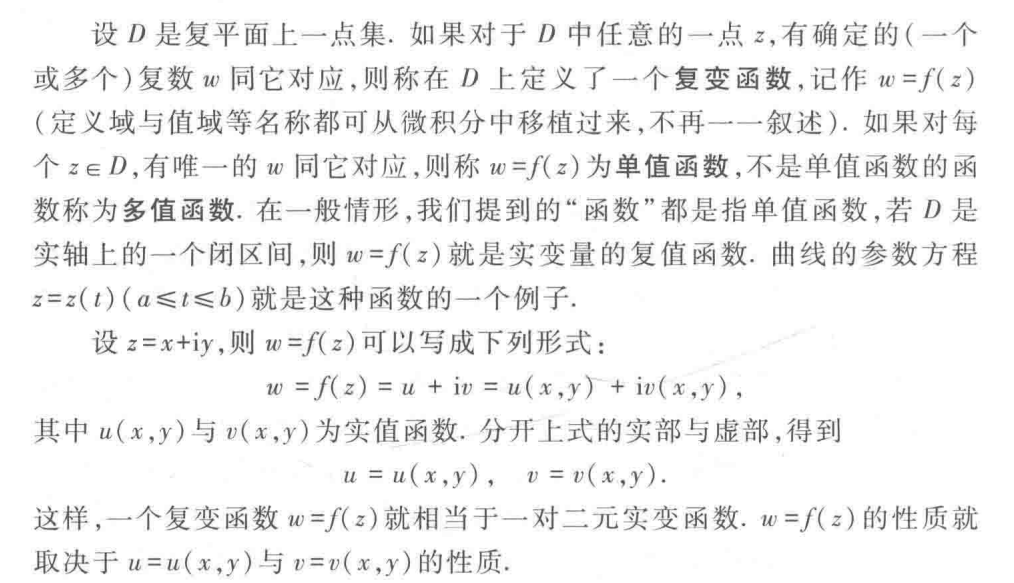 设 D 是复平面上一点集. 如果对于 D 中任意的一点 z,有确定的(一个
或多个)复数 w 同它对应,则称在 D 上定义了一个复变函数,记作 w=f(z)
(定义域与值域等名称都可从微积分中移植过来,不再一一叙述). 如果对每
个 z∈D,有唯一的 w 同它对应,则称 w=f(z)为单值函数,不是单值函数的函
数称为多值函数. 在一般情形,我们提到的“函数”都是指单值函数,若 D 是
实轴上的一个闭区间,则 w=f(z)就是实变量的复值函数. 曲线的参数方程
z=z(t)(a≤t≤b)就是这种函数的一个例子.
设 z=x+iy,则 w=f(z)可以写成下列形式:
w = f(z) = u + iv = u(x,y) + iv(x,y),
其中 u(x,y)与 v(x,y)为实值函数. 分开上式的实部与虚部,得到
u = u(x,y), v = v(x,y).
这样,一个复变函数 w=f(z)就相当于一对二元实变函数. w=f(z)的性质就
取决于 u=u(x,y)与 v=v(x,y)的性质.